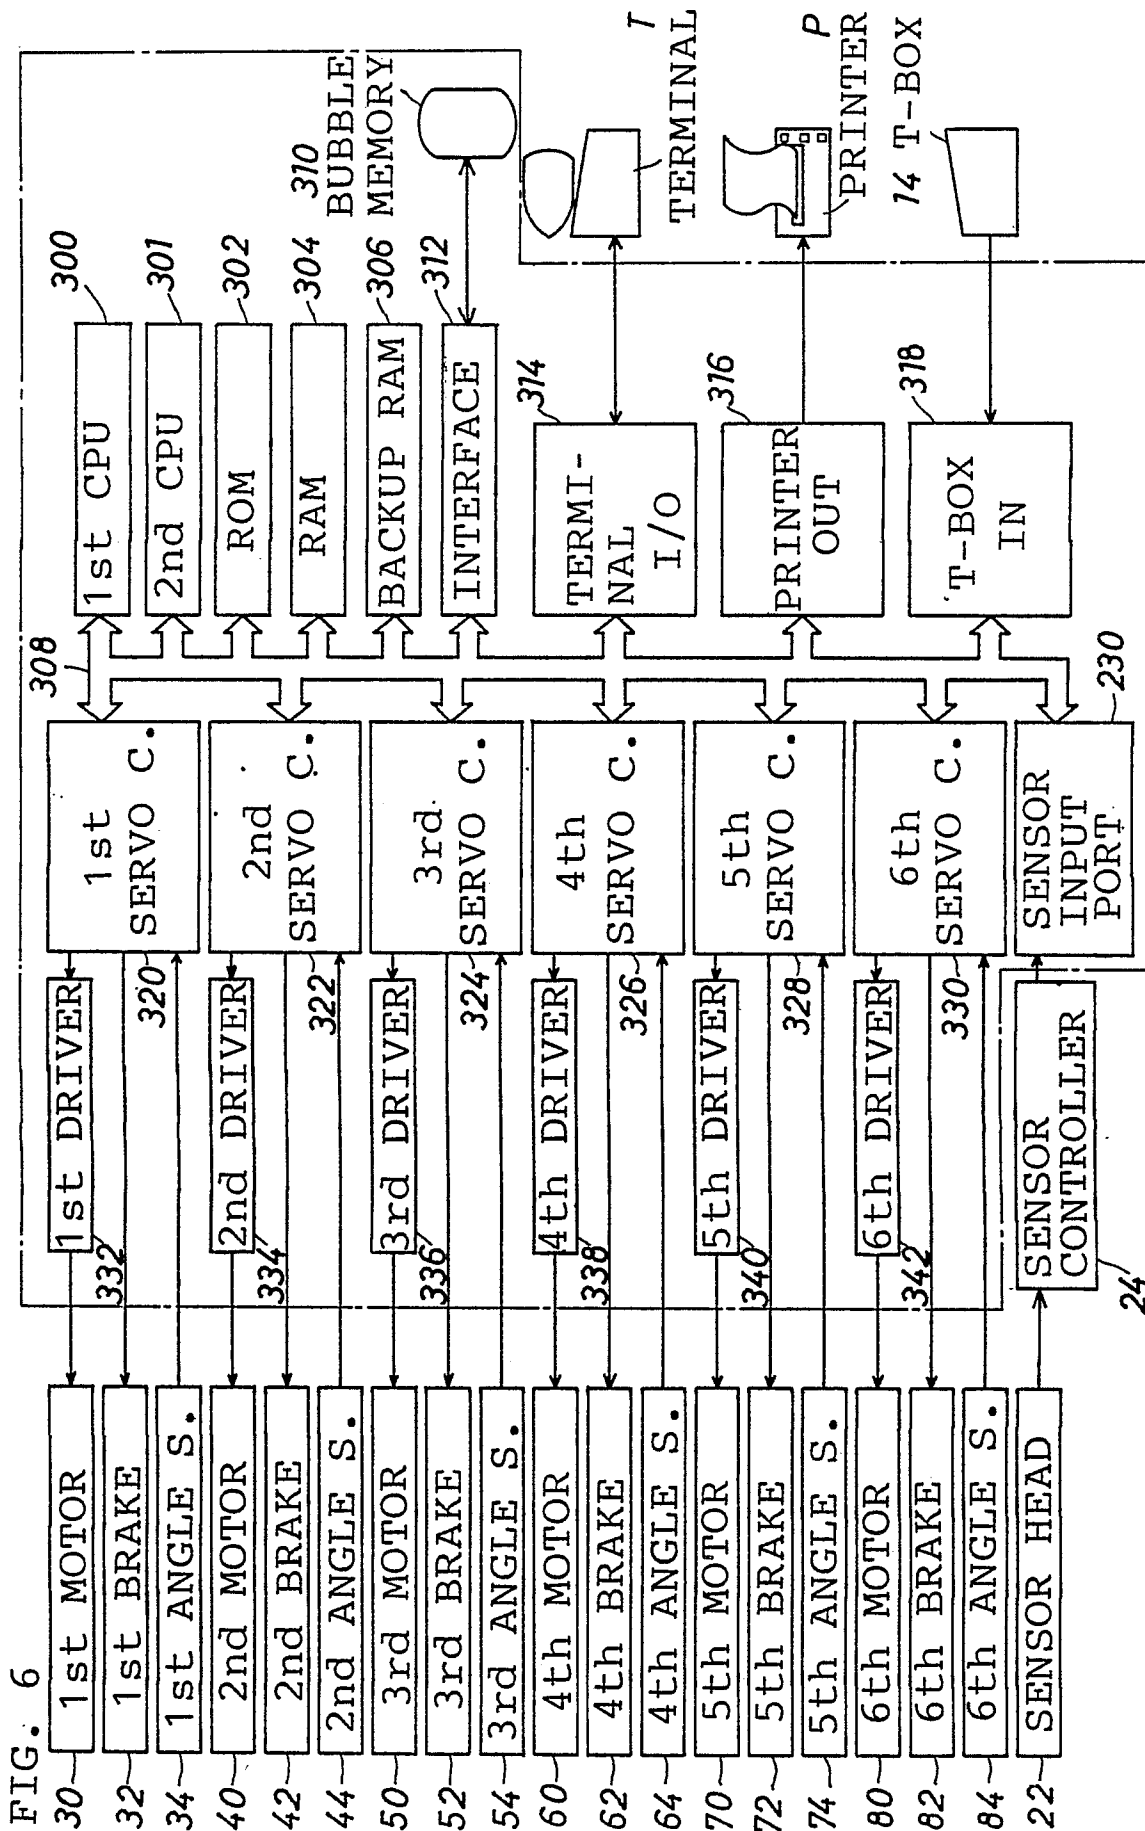 FIG. 6
30
1st MOTOR
32
1st BRAKE
34
1st ANGLE S.
40
2nd MOTOR
42
2nd BRAKE
44
2nd ANGLE S.
50
3rd MOTOR
52
3rd BRAKE
54
3rd ANGLE S.
60
4th MOTOR
62
4th BRAKE
64
4th ANGLE S.
70
5th MOTOR
72
5th BRAKE
74
5th ANGLE S.
80
6th MOTOR
82
6th BRAKE
84
6th ANGLE S.
22
SENSOR HEAD
332
1st DRIVER
334
2nd DRIVER
336
3rd DRIVER
338
4th DRIVER
340
5th DRIVER
342
6th DRIVER
24
SENSOR
CONTROLLER
320
1st
SERVO C.
322
2nd
SERVO C.
324
3rd
SERVO C.
326
4th
SERVO C.
328
5th
SERVO C.
330
6th
SERVO C.
SENSOR
INPUT
PORT
230
308
1st CPU
300
2nd CPU
301
ROM
302
RAM
304
BACKUP RAM
306
INTERFACE
312
TERMI-
NAL
I/O
314
PRINTER
OUT
316
T-BOX
IN
318
310
BUBBLE
MEMORY
TERMINAL
T
PRINTER
P
14 T-BOX